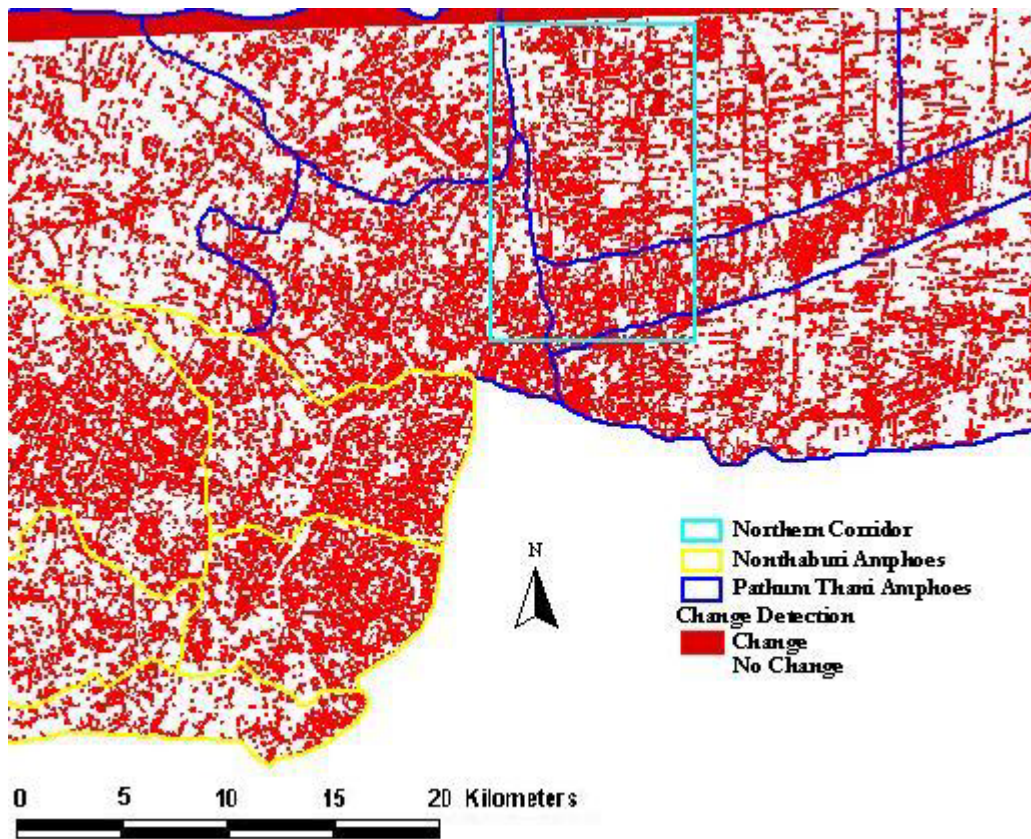 N
Northern Corridor
Nonthaburi Amphoes
Pathum Thani Amphoes
Change Detection
Change
No Change
0 5 10 15 20 Kilometers